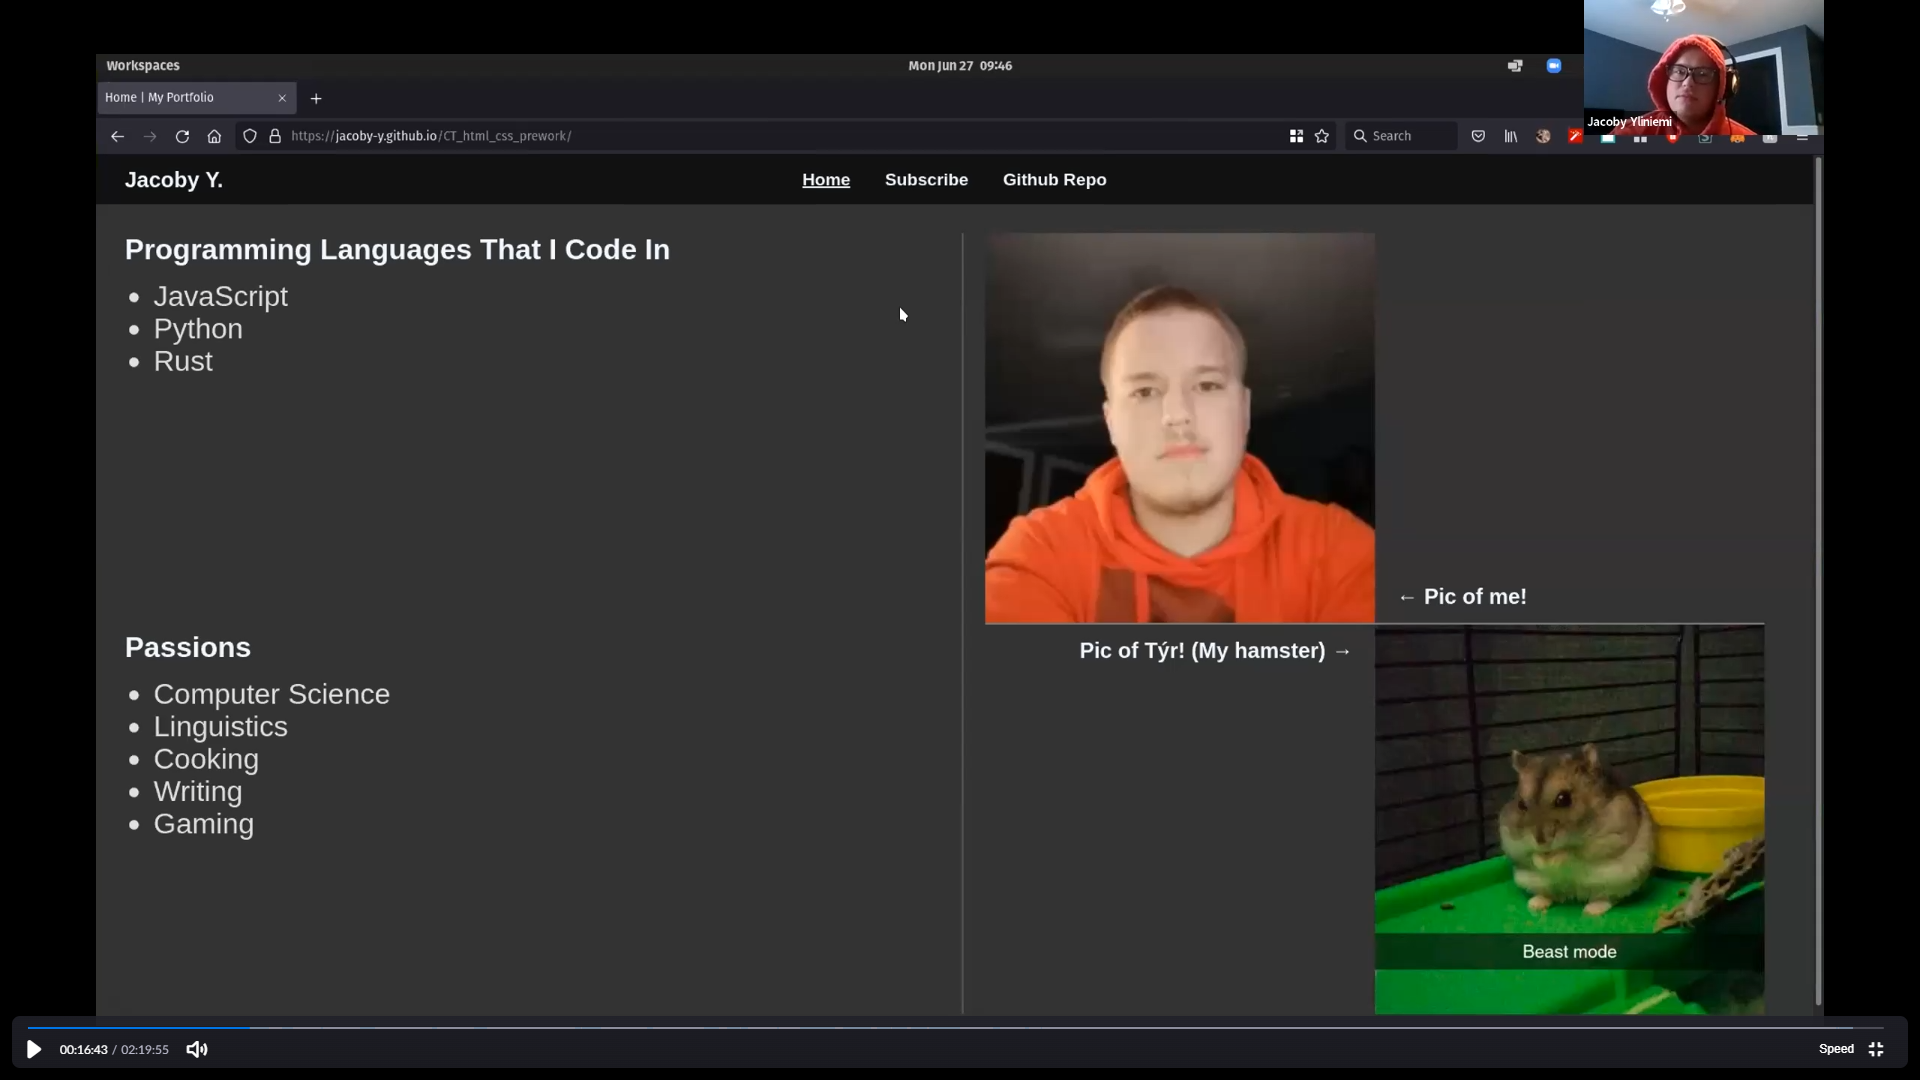 Workspaces
Mon Jun 27 09:46
Home | My Portfolio
https://jacoby-y.github.io/CT_html_css_prework/
Search
Jacoby Yliniemi
Jacoby Y.
Home
Subscribe
Github Repo
Programming Languages That I Code In
• JavaScript
• Python
• Rust
← Pic of me!
Passions
• Computer Science
• Linguistics
• Cooking
• Writing
• Gaming
Pic of Týr! (My hamster) →
Beast mode
00:16:43 / 02:19:55
Speed